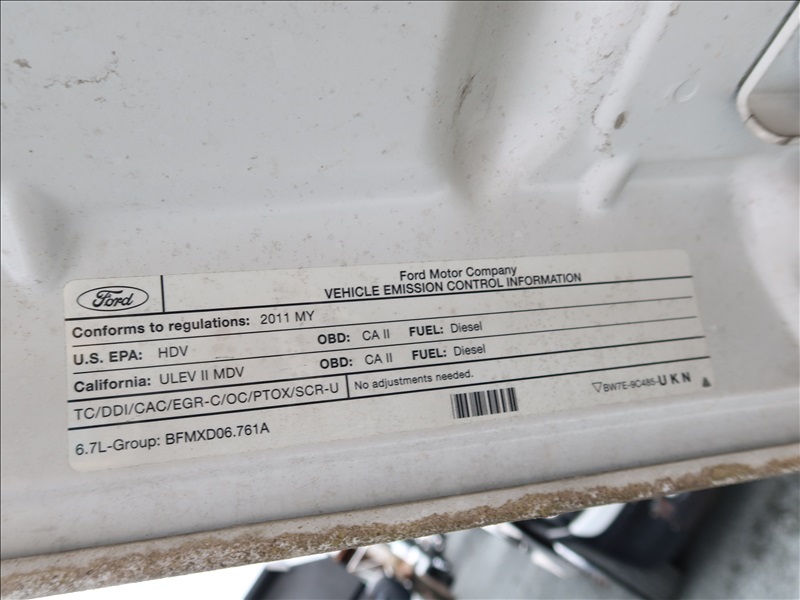 Ford
Ford Motor Company
VEHICLE EMISSION CONTROL INFORMATION
Conforms to regulations: 2011 MY
U.S. EPA: HDV OBD: CA II FUEL: Diesel
California: ULEV II MDV OBD: CA II FUEL: Diesel
TC/DDI/CAC/EGR-C/OC/PTOX/SCR-U No adjustments needed.
6.7L-Group: BFMXD06.761A
BW7E-9C485-UKN